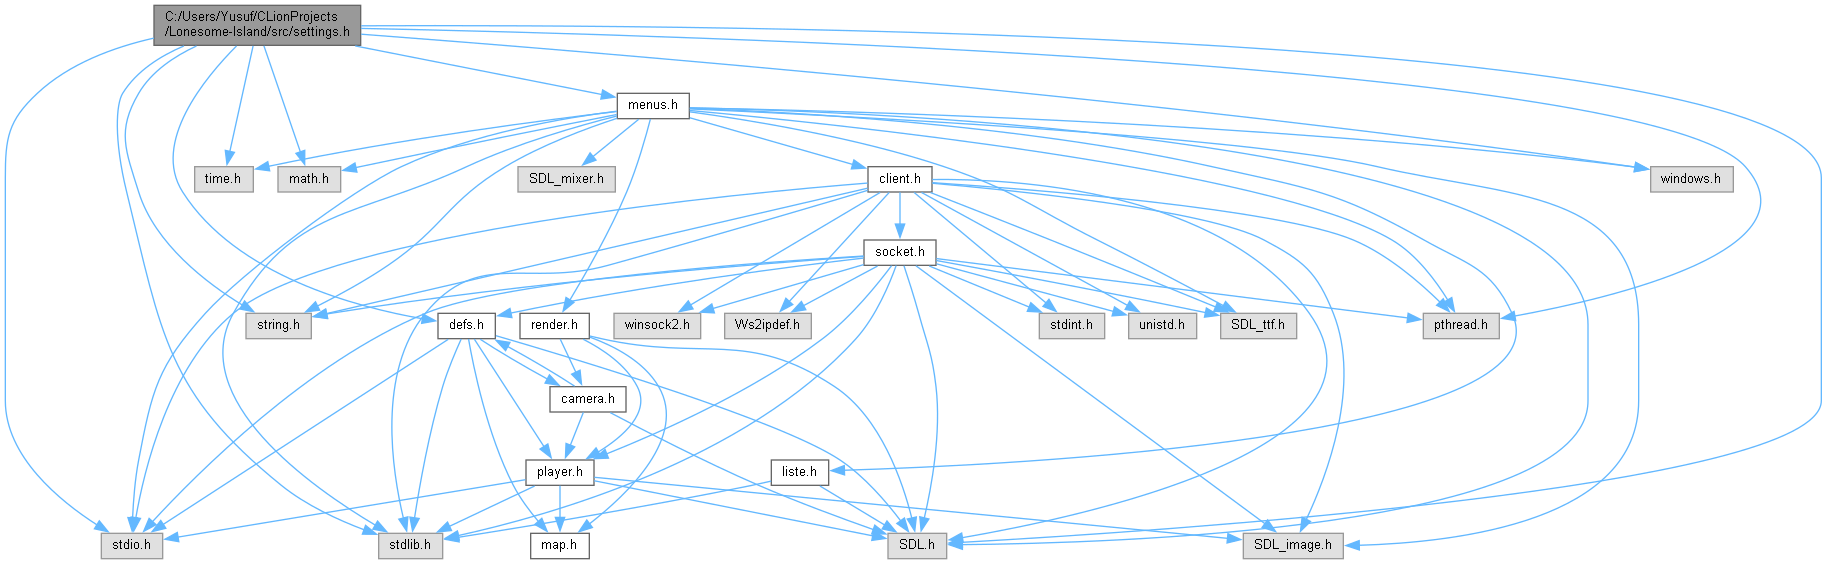 C:/Users/Yusuf/CLionProjects
/Lonesome-Island/src/settings.h
menus.h
time.h
math.h
SDL_mixer.h
client.h
windows.h
socket.h
string.h
defs.h
render.h
winsock2.h
Ws2ipdef.h
stdint.h
unistd.h
SDL_ttf.h
pthread.h
camera.h
player.h
liste.h
stdio.h
stdlib.h
map.h
SDL.h
SDL_image.h